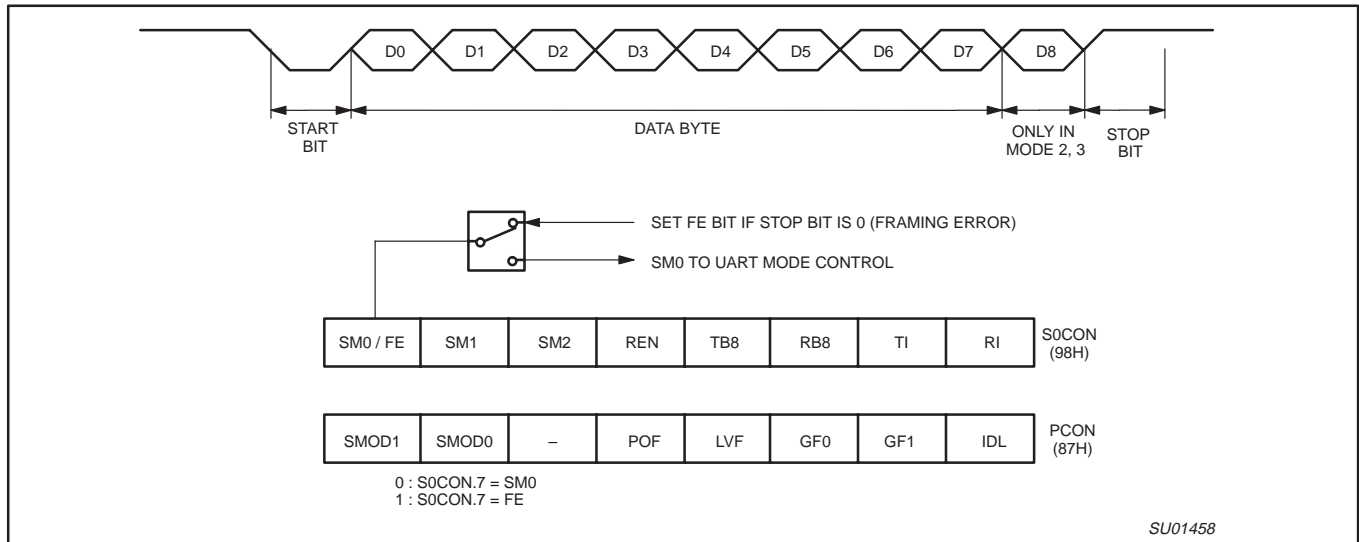 D0 D1 D2 D3 D4 D5 D6 D7 D8
START
BIT
DATA BYTE
ONLY IN
MODE 2, 3
STOP
BIT
SET FE BIT IF STOP BIT IS 0 (FRAMING ERROR)
SM0 TO UART MODE CONTROL
SM0 / FE SM1 SM2 REN TB8 RB8 TI RI
S0CON
(98H)
SMOD1 SMOD0 – POF LVF GF0 GF1 IDL
PCON
(87H)
0 : S0CON.7 = SM0
1 : S0CON.7 = FE
SU01458